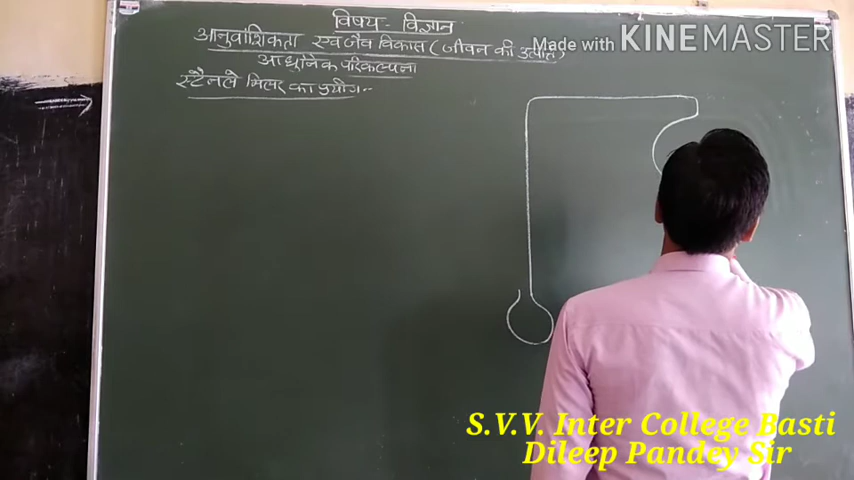 विषय - विज्ञान
आनुवांशिकता एवं जैव विकास ( जीवन की उत्पत्ति )
आधुनिक परिकल्पना
स्टैनले मिलर का प्रयोग --
Made with KINEMASTER
S.V.V. Inter College Basti
Dileep Pandey Sir